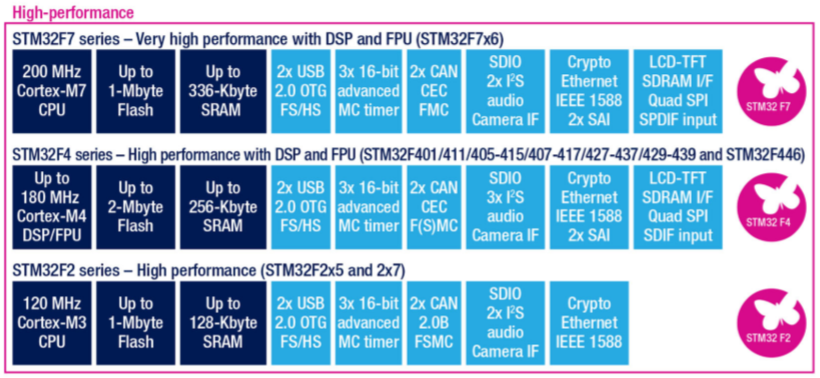 High-performance
STM32F7 series – Very high performance with DSP and FPU (STM32F7x6)
200 MHz
Cortex-M7
CPU
Up to
1-Mbyte
Flash
Up to
336-Kbyte
SRAM
2x USB
2.0 OTG
FS/HS
3x 16-bit
advanced
MC timer
2x CAN
CEC
FMC
SDIO
2x I²S
audio
Camera IF
Crypto
Ethernet
IEEE 1588
2x SAI
LCD-TFT
SDRAM I/F
Quad SPI
SPDIF input
STM32 F7
STM32F4 series – High performance with DSP and FPU (STM32F401/411/405-415/407-417/427-437/429-439 and STM32F446)
Up to
180 MHz
Cortex-M4
DSP/FPU
Up to
2-Mbyte
Flash
Up to
256-Kbyte
SRAM
2x USB
2.0 OTG
FS/HS
3x 16-bit
advanced
MC timer
2x CAN
CEC
F(S)MC
SDIO
3x I²S
audio
Camera IF
Crypto
Ethernet
IEEE 1588
2x SAI
LCD-TFT
SDRAM I/F
Quad SPI
SDIF input
STM32 F4
STM32F2 series – High performance (STM32F2x5 and 2x7)
120 MHz
Cortex-M3
CPU
Up to
1-Mbyte
Flash
Up to
128-Kbyte
SRAM
2x USB
2.0 OTG
FS/HS
3x 16-bit
advanced
MC timer
2x CAN
2.0B
FSMC
SDIO
2x I²S
audio
Camera IF
Crypto
Ethernet
IEEE 1588
STM32 F2